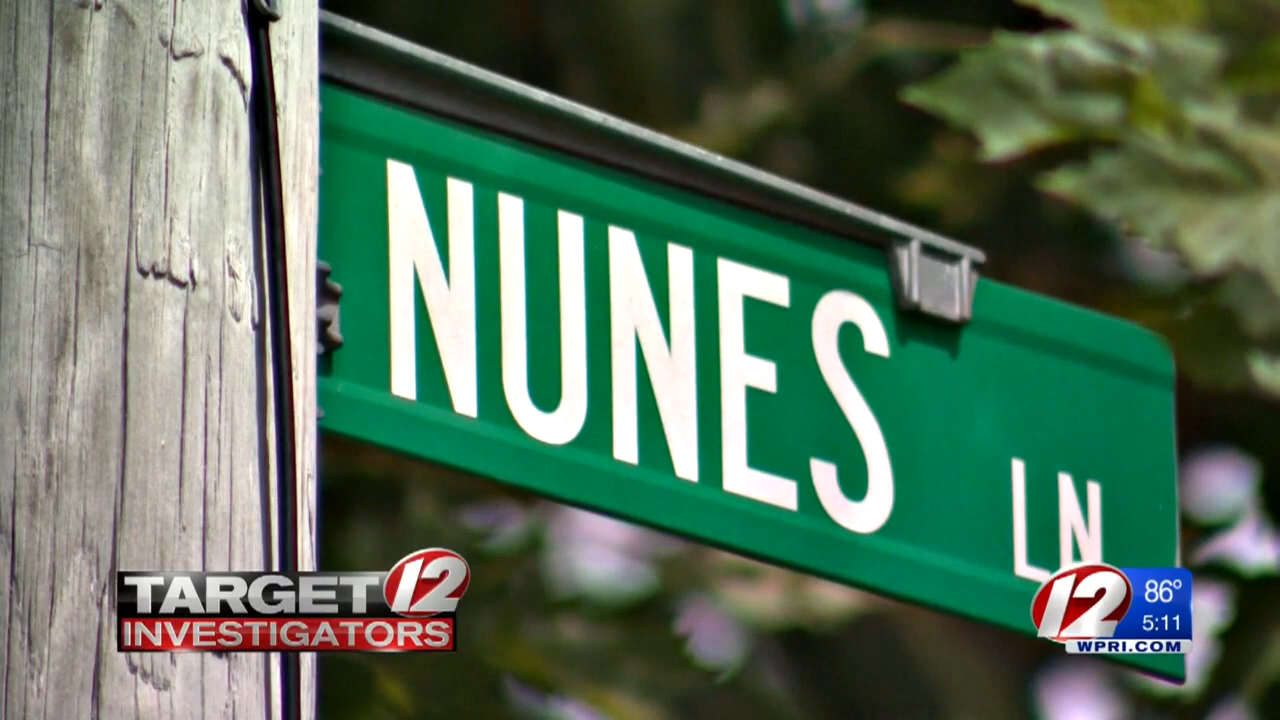 NUNES LN
TARGET 12
INVESTIGATORS
12 86°
5:11
WPRI.COM